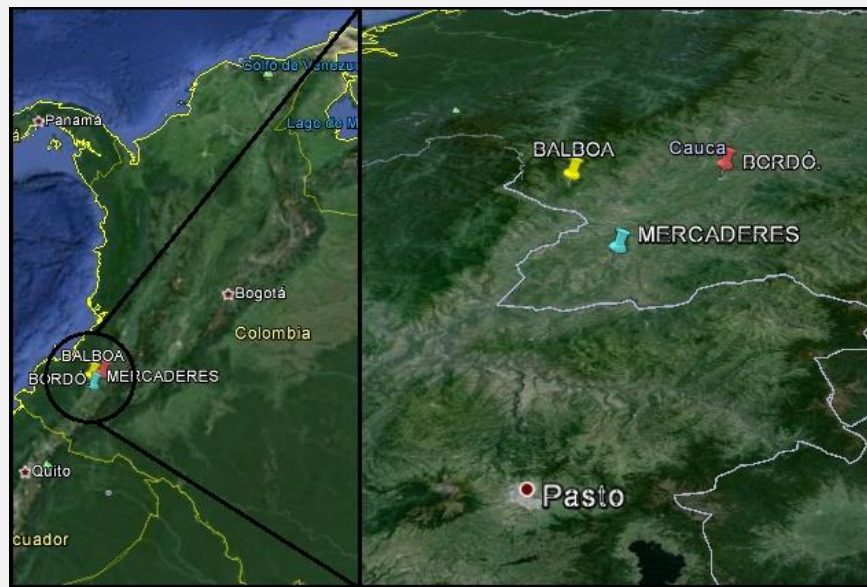 Golfo de Venezu
Panamá
á
Lago de M
Bogotá
Colombia
BALBOA
BORDÓ.
MERCADERES
Quito
cuador
BALBOA
Cauca
BORDÓ.
MERCADERES
Pasto